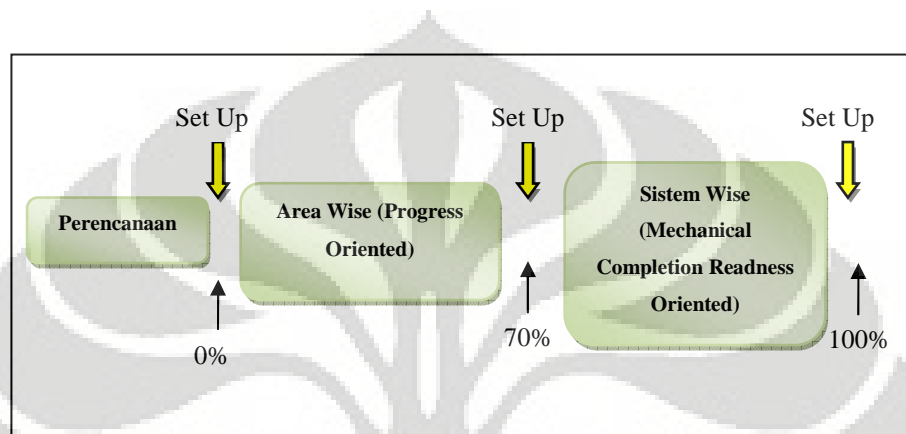 Set Up
Set Up
Set Up
Perencanaan
Area Wise (Progress
Oriented)
Sistem Wise
(Mechanical
Completion Readness
Oriented)
0%
70%
100%